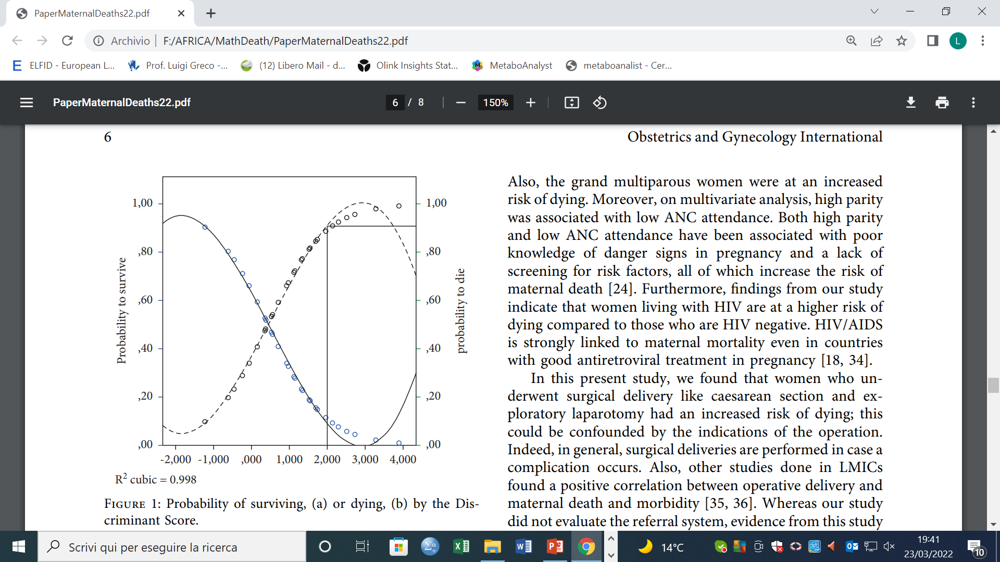 PaperMaternalDeaths22.pdf
Archivio
F:/AFRICA/MathDeath/PaperMaternalDeaths22.pdf
L
E ELFID - European L...
Prof. Luigi Greco -...
(12) Libero Mail - d...
Olink Insights Stat...
M MetaboAnalyst
metaboanalist - Cer...
PaperMaternalDeaths22.pdf
6 / 8
150%
6
Obstetrics and Gynecology International
1,00
,80
,60
,40
,20
,00
Probability to survive
1,00
,80
,60
,40
,20
,00
probability to die
-2,000 -1,000 ,000 1,000 2,000 3,000 4,000
R² cubic = 0.998
FIGURE 1: Probability of surviving, (a) or dying, (b) by the Dis-
criminant Score.
Also, the grand multiparous women were at an increased
risk of dying. Moreover, on multivariate analysis, high parity
was associated with low ANC attendance. Both high parity
and low ANC attendance have been associated with poor
knowledge of danger signs in pregnancy and a lack of
screening for risk factors, all of which increase the risk of
maternal death [24]. Furthermore, findings from our study
indicate that women living with HIV are at a higher risk of
dying compared to those who are HIV negative. HIV/AIDS
is strongly linked to maternal mortality even in countries
with good antiretroviral treatment in pregnancy [18, 34].
In this present study, we found that women who un-
derwent surgical delivery like caesarean section and ex-
ploratory laparotomy had an increased risk of dying; this
could be confounded by the indications of the operation.
Indeed, in general, surgical deliveries are performed in case a
complication occurs. Also, other studies done in LMICs
found a positive correlation between operative delivery and
maternal death and morbidity [35, 36]. Whereas our study
did not evaluate the referral system, evidence from this study
Scrivi qui per eseguire la ricerca
14°C
19:41
23/03/2022
10